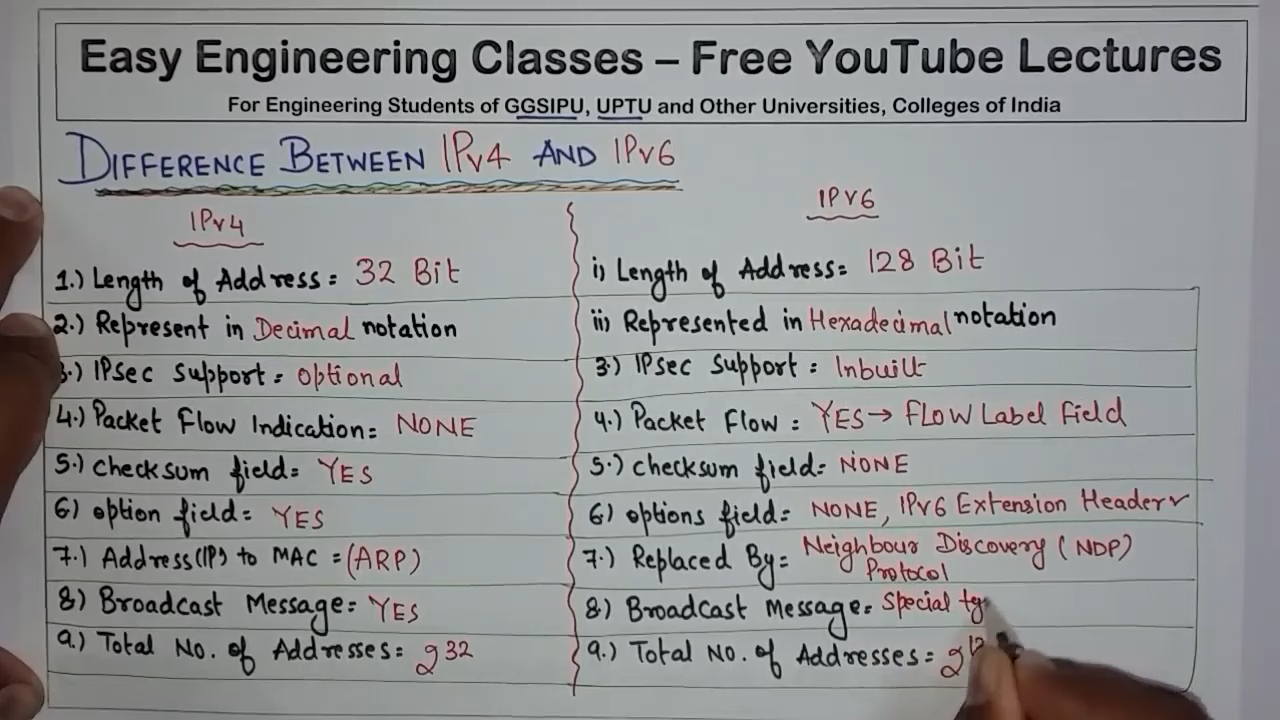 Easy Engineering Classes – Free YouTube Lectures
For Engineering Students of GGSIPU, UPTU and Other Universities, Colleges of India
DIFFERENCE BETWEEN IPv4 AND IPv6
IPv4
1.) Length of Address = 32 Bit
2.) Represent in Decimal notation
3.) IPsec Support = Optional
4.) Packet Flow Indication = NONE
5.) Checksum field = YES
6) option field = YES
7.) Address(IP) to MAC = (ARP)
8) Broadcast Message = YES
9.) Total No. of Addresses = 2^32
IPv6
i) Length of Address = 128 Bit
ii) Represented in Hexadecimal notation
3.) IPsec Support = Inbuilt
4.) Packet Flow = YES → FLOW Label Field
5.) checksum field = NONE
6) options field = NONE, IPv6 Extension Header
7.) Replaced By = Neighbour Discovery (NDP)
Protocol
8) Broadcast Message = Special
9.) Total No. of Addresses =